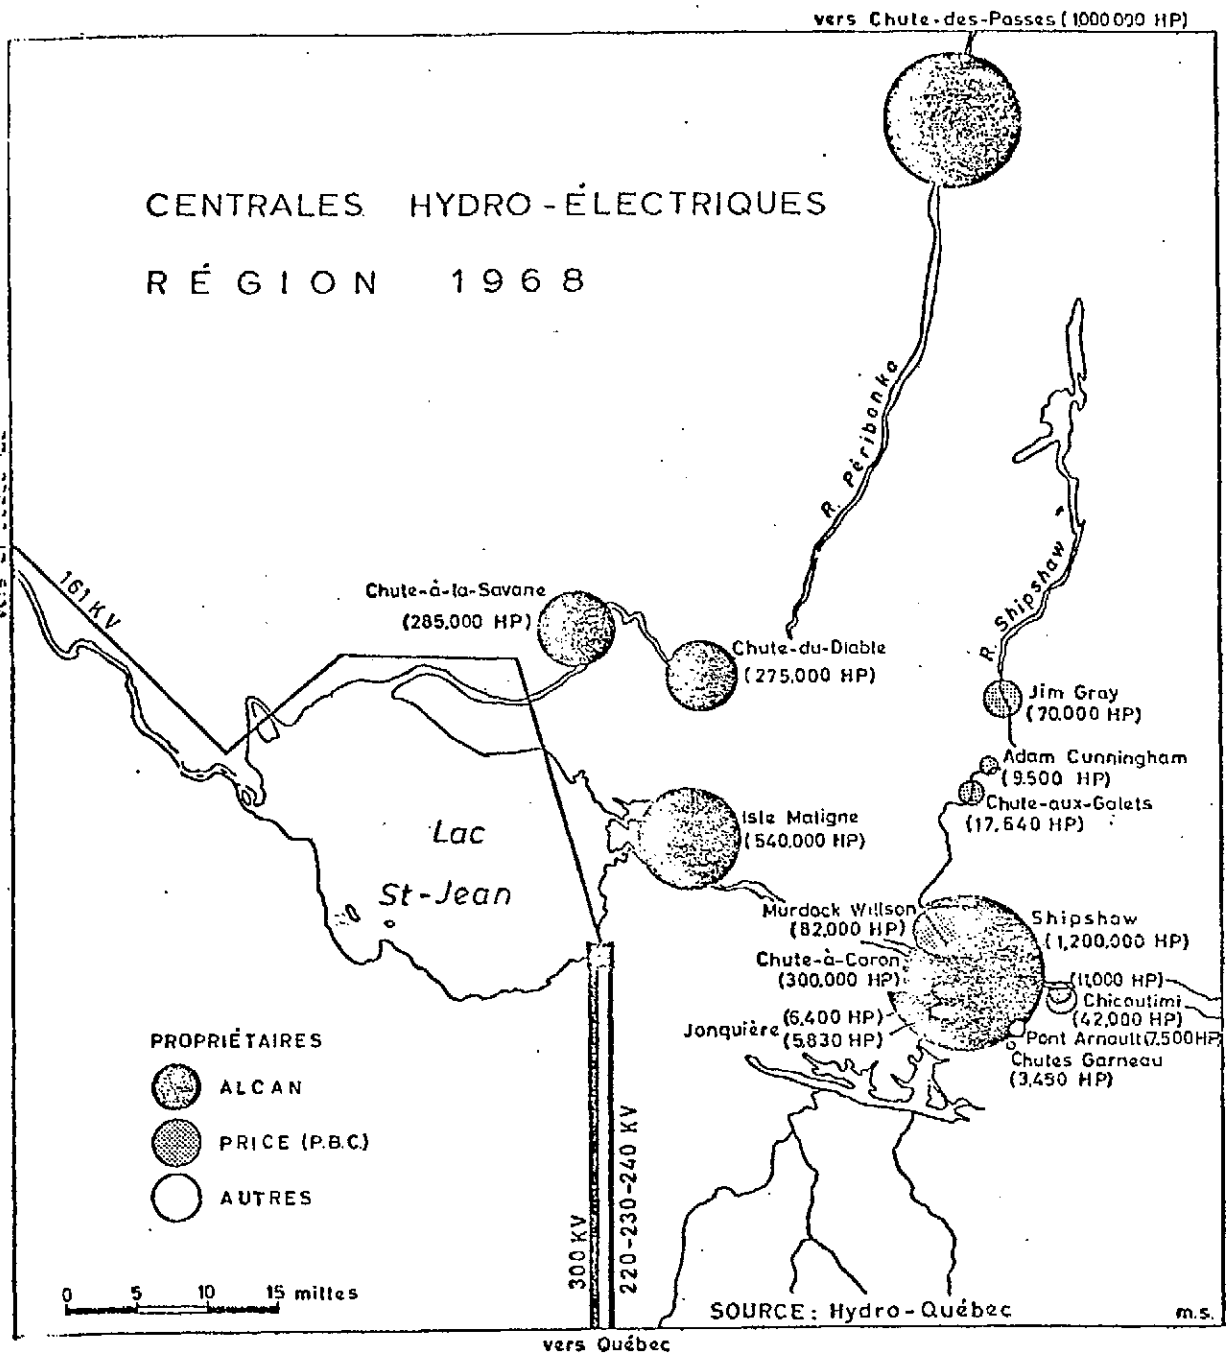 vers Chute-des-Passes (1000000 HP)
CENTRALES HYDRO-ÉLECTRIQUES
RÉGION 1968
R. Péribonka
R. Shipshaw
161 KV
Chute-à-la-Savane
(285,000 HP)
Chute-du-Diable
(275,000 HP)
Jim Gray
(70.000 HP)
Adam Cunningham
(9.500 HP)
Chute-aux-Galets
(17,640 HP)
Isle Maligne
(540.000 HP)
Lac
St-Jean
Murdock Willson
(82,000 HP)
Shipshaw
(1,200,000 HP)
Chute-à-Caron
(300,000 HP)
(11,000 HP)
Chicoutimi
(42,000 HP)
Jonquière
(6,400 HP)
(5,830 HP)
Pont Arnault (7.500 HP
Chutes Garneau
(3,450 HP)
PROPRIÉTAIRES
ALCAN
PRICE (P.B.C.)
AUTRES
300 KV
220-230-240 KV
0 5 10 15 milles
SOURCE: Hydro-Québec
m.s.
vers Québec